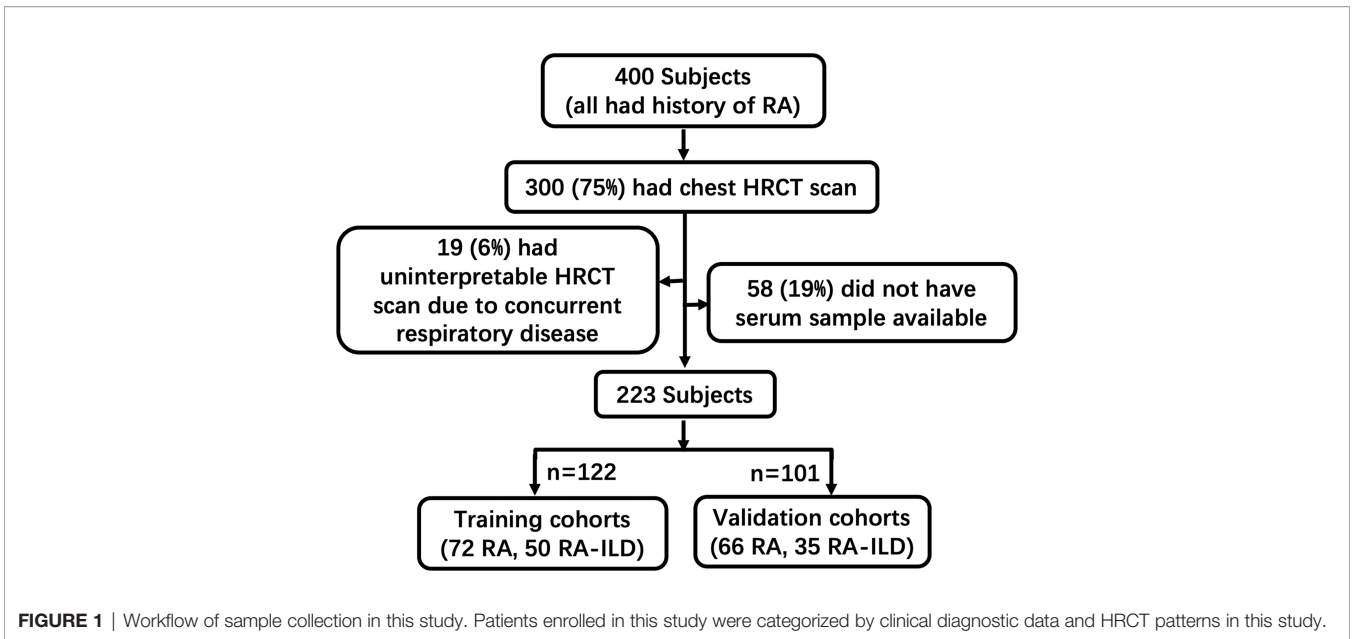 400 Subjects
(all had history of RA)
300 (75%) had chest HRCT scan
19 (6%) had
uninterpretable HRCT
scan due to concurrent
respiratory disease
58 (19%) did not have
serum sample available
223 Subjects
n=122
n=101
Training cohorts
(72 RA, 50 RA-ILD)
Validation cohorts
(66 RA, 35 RA-ILD)
FIGURE 1 | Workflow of sample collection in this study. Patients enrolled in this study were categorized by clinical diagnostic data and HRCT patterns in this study.